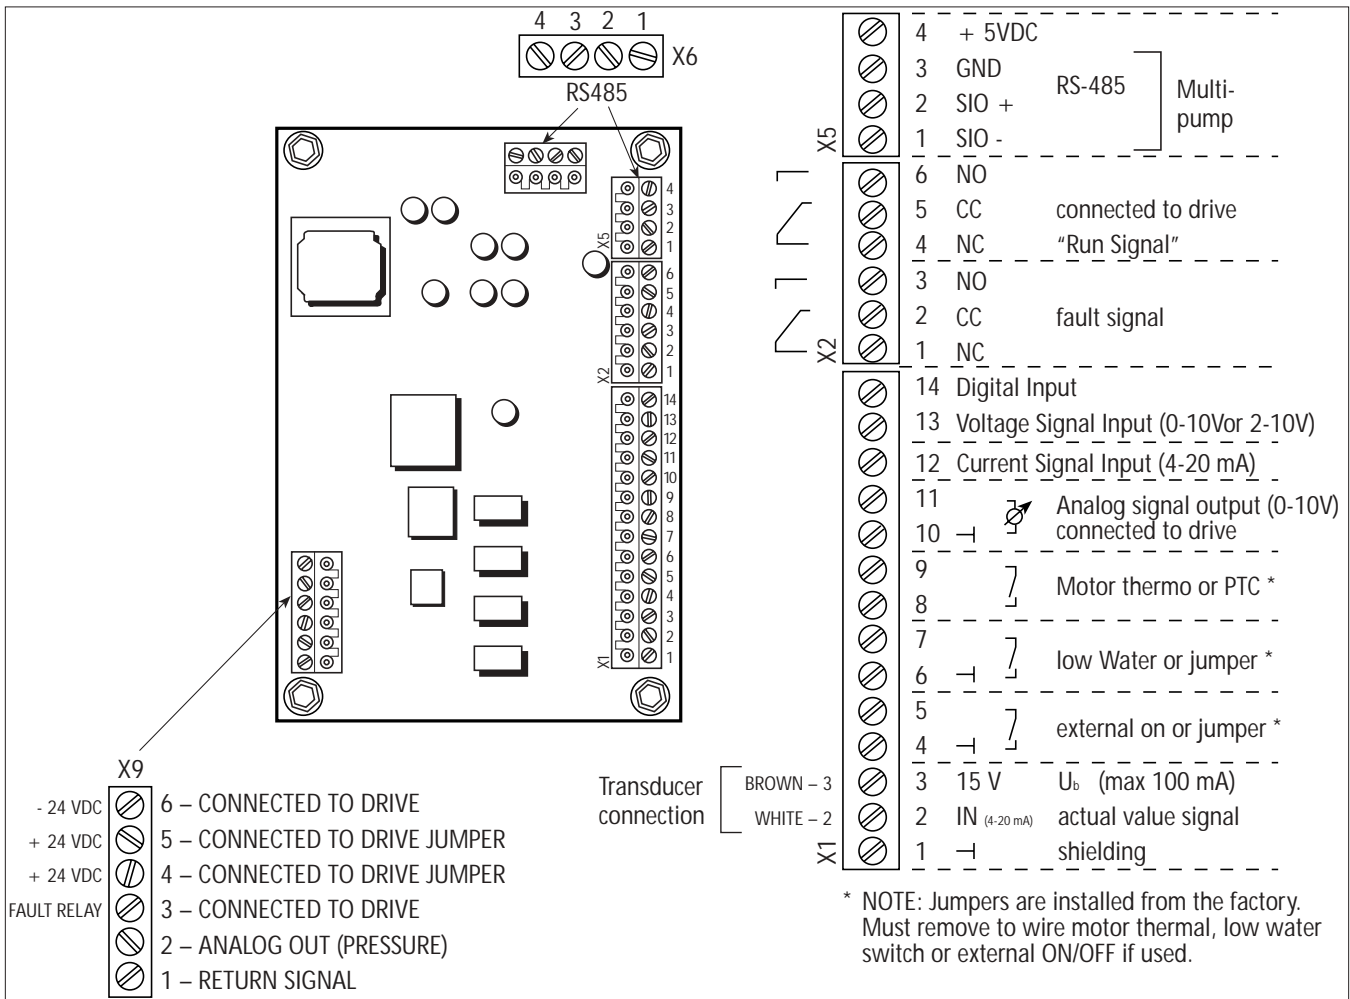 4 3 2 1
X6
RS485
4
3
2
1
X5
6
5
4
3
2
1
X2
14
13
12
11
10
9
8
7
6
5
4
3
2
1
X1
X9
- 24 VDC 6 – CONNECTED TO DRIVE
+ 24 VDC 5 – CONNECTED TO DRIVE JUMPER
+ 24 VDC 4 – CONNECTED TO DRIVE JUMPER
FAULT RELAY 3 – CONNECTED TO DRIVE
2 – ANALOG OUT (PRESSURE)
1 – RETURN SIGNAL
4 + 5VDC
3 GND
2 SIO +
1 SIO -
RS-485
Multi-
pump
X5
6 NO
5 CC connected to drive
4 NC “Run Signal”
3 NO
2 CC fault signal
1 NC
X2
14 Digital Input
13 Voltage Signal Input (0-10Vor 2-10V)
12 Current Signal Input (4-20 mA)
11 Analog signal output (0-10V)
10 connected to drive
9
8 Motor thermo or PTC *
7
6 low Water or jumper *
5
4 external on or jumper *
Transducer
connection
BROWN – 3
WHITE – 2
3 15 V Ub (max 100 mA)
2 IN (4-20 mA) actual value signal
1 shielding
X1
* NOTE: Jumpers are installed from the factory.
Must remove to wire motor thermal, low water
switch or external ON/OFF if used.